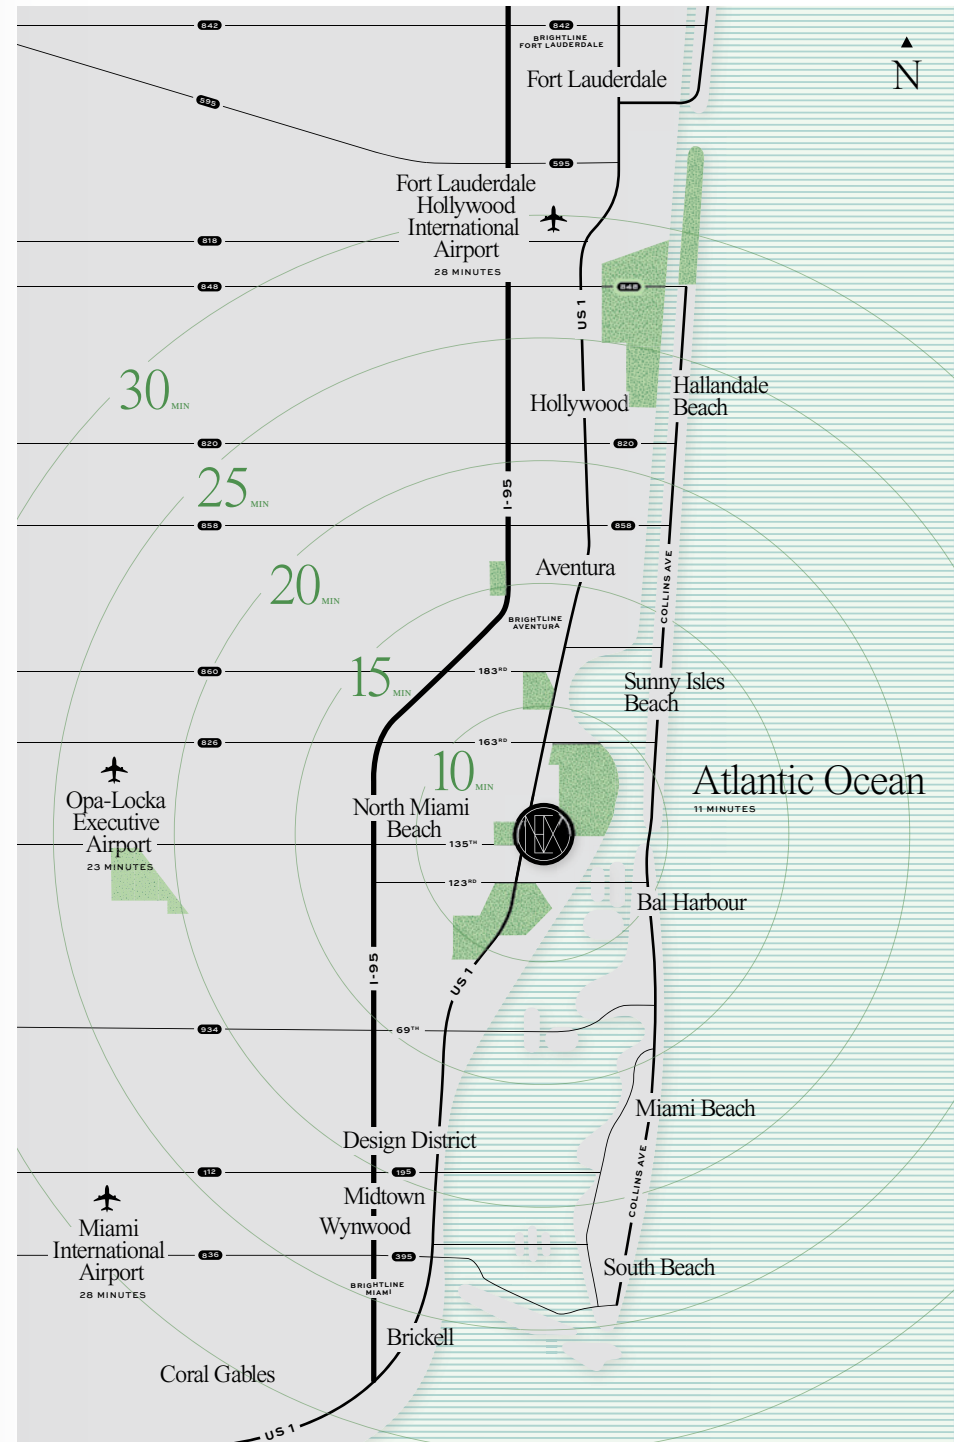 842
842
BRIGHTLINE
FORT LAUDERDALE
N
Fort Lauderdale
595
595
Fort Lauderdale
Hollywood
International
Airport
28 MINUTES
818
848
848
US 1
30 MIN
Hallandale
Beach
Hollywood
820
820
25 MIN
I-95
858
858
Aventura
20 MIN
COLLINS AVE
BRIGHTLINE
AVENTURA
860
183RD
15 MIN
Sunny Isles
Beach
826
163RD
10 MIN
Atlantic Ocean
11 MINUTES
Opa-Locka
Executive
Airport
23 MINUTES
North Miami
Beach
135TH
123RD
Bal Harbour
I-95
US 1
934
69TH
Miami Beach
Design District
112
195
COLLINS AVE
Midtown
Wynwood
Miami
International
Airport
28 MINUTES
836
395
South Beach
BRIGHTLINE
MIAMI
Brickell
Coral Gables
US 1